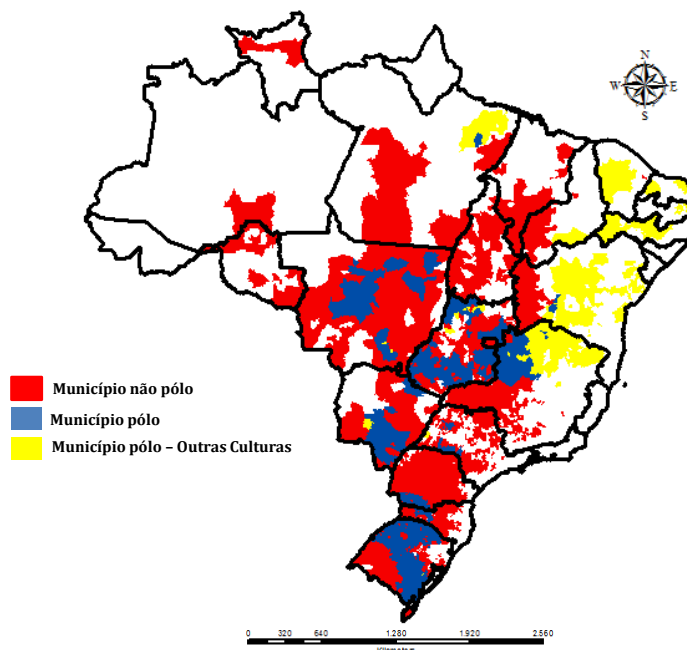 N
W E
S
Município não pólo
Município pólo
Município pólo – Outras Culturas
0 320 640 1.280 1.920 2.560